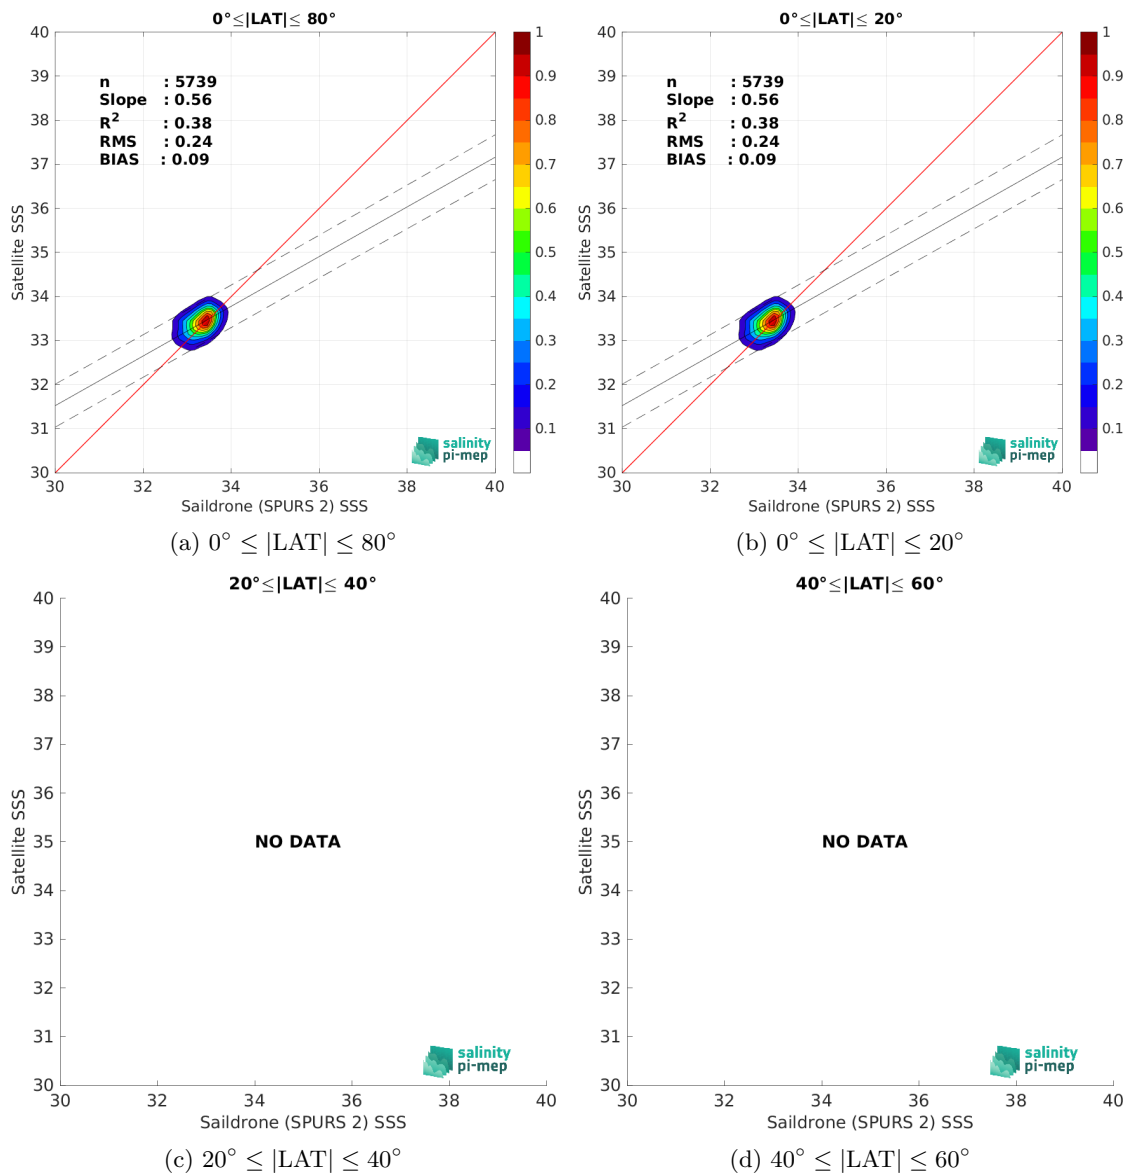 0°≤|LAT|≤ 80°
40
39
38
37
36
35
34
33
32
31
30
Satellite SSS
n : 5739
Slope : 0.56
R² : 0.38
RMS : 0.24
BIAS : 0.09
1
0.9
0.8
0.7
0.6
0.5
0.4
0.3
0.2
0.1
salinity
pi-mep
30 32 34 36 38 40
Saildrone (SPURS 2) SSS
(a) 0° ≤ |LAT| ≤ 80°
0°≤|LAT|≤ 20°
40
39
38
37
36
35
34
33
32
31
30
Satellite SSS
n : 5739
Slope : 0.56
R² : 0.38
RMS : 0.24
BIAS : 0.09
1
0.9
0.8
0.7
0.6
0.5
0.4
0.3
0.2
0.1
salinity
pi-mep
30 32 34 36 38 40
Saildrone (SPURS 2) SSS
(b) 0° ≤ |LAT| ≤ 20°
20°≤|LAT|≤ 40°
40
39
38
37
36
35
34
33
32
31
30
Satellite SSS
NO DATA
salinity
pi-mep
30 32 34 36 38 40
Saildrone (SPURS 2) SSS
(c) 20° ≤ |LAT| ≤ 40°
40°≤|LAT|≤ 60°
40
39
38
37
36
35
34
33
32
31
30
Satellite SSS
NO DATA
salinity
pi-mep
30 32 34 36 38 40
Saildrone (SPURS 2) SSS
(d) 40° ≤ |LAT| ≤ 60°